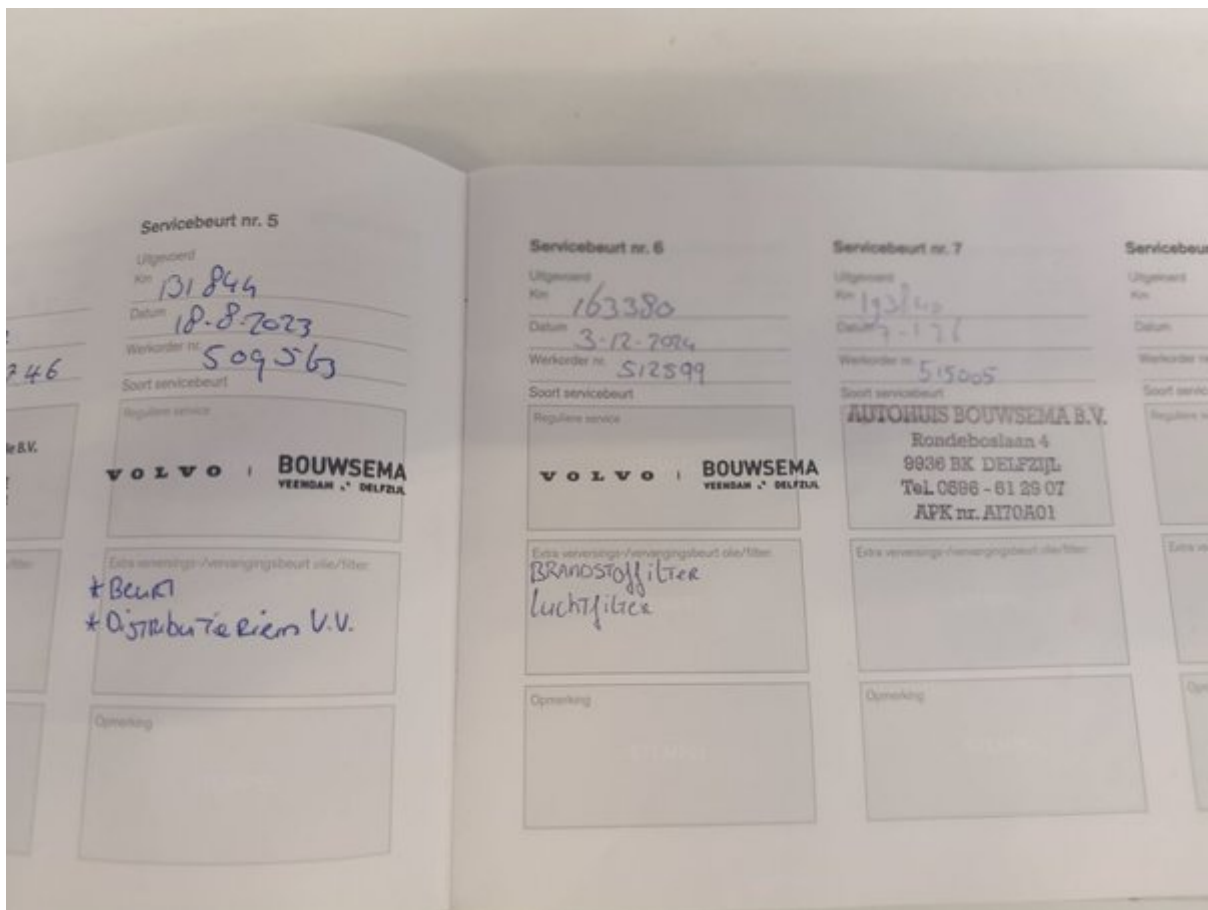 746
e B.V.
Servicebeurt nr. 5
Uitgevoerd
Km 131844
Datum 18-8-2023
Werkorder nr. 509563
Soort servicebeurt
Reguliere service
VOLVO BOUWSEMA
VEENDAM DELFZIJL
Extra verversings-/vervangingsbeurt olie/filter:
* Beurt
* Distributieriem V.V.
Opmerking
Servicebeurt nr. 6
Uitgevoerd
Km 163380
Datum 3-12-2024
Werkorder nr. 512599
Soort servicebeurt
Reguliere service
VOLVO BOUWSEMA
VEENDAM DELFZIJL
Extra verversings-/vervangingsbeurt olie/filter:
BRANDSTOFFILTER
LUCHTFILTER
Opmerking
STEMPEL
Servicebeurt nr. 7
Uitgevoerd
Km
Datum
Werkorder nr. 515005
Soort servicebeurt
AUTOHUIS BOUWSEMA B.V.
Rondeboslaan 4
9936 BK DELFZIJL
Tel. 0596 - 61 29 07
APK nr. AI70A01
Extra verversings-/vervangingsbeurt olie/filter:
Opmerking
Servicebeur
Uitgevoerd
Km
Datum
Werkorder nr
Soort servic
Reguliere s